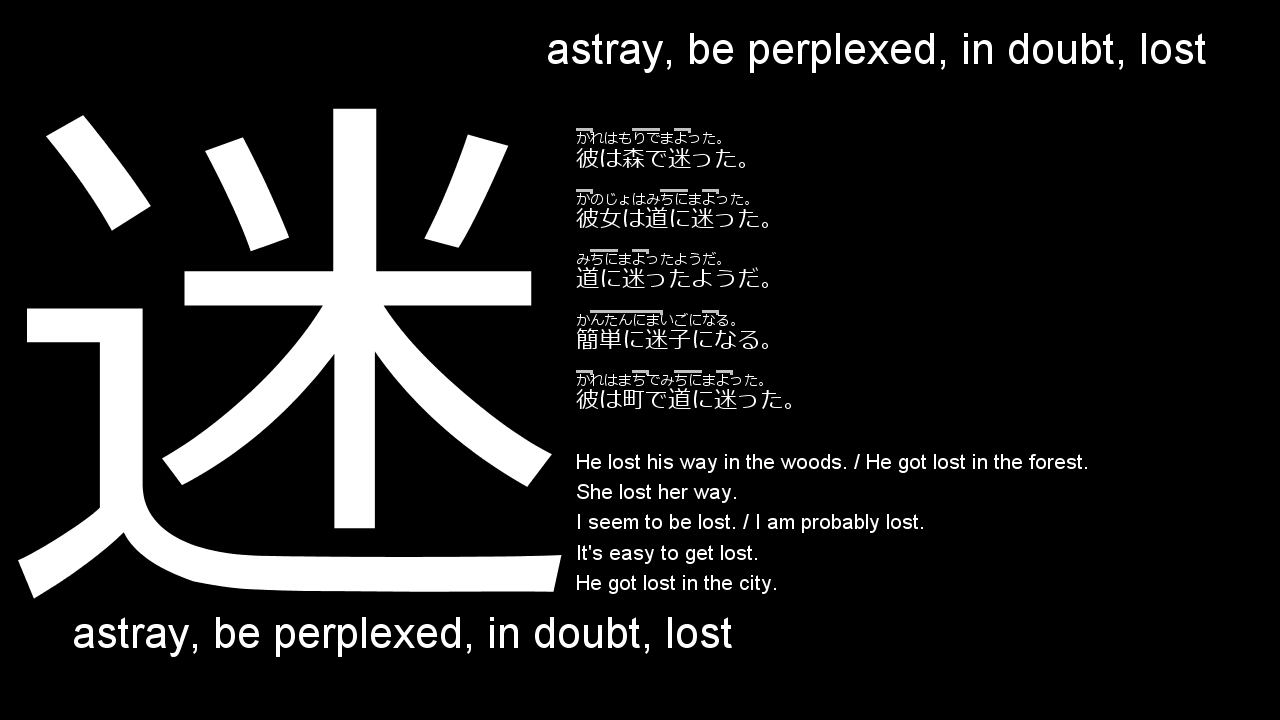 astray, be perplexed, in doubt, lost
迷
かれはもりでまよった。
彼は森で迷った。
かのじょはみちにまよった。
彼女は道に迷った。
みちにまよったようだ。
道に迷ったようだ。
かんたんにまいごになる。
簡単に迷子になる。
かれはまちでみちにまよった。
彼は町で道に迷った。
He lost his way in the woods. / He got lost in the forest.
She lost her way.
I seem to be lost. / I am probably lost.
It's easy to get lost.
He got lost in the city.
astray, be perplexed, in doubt, lost